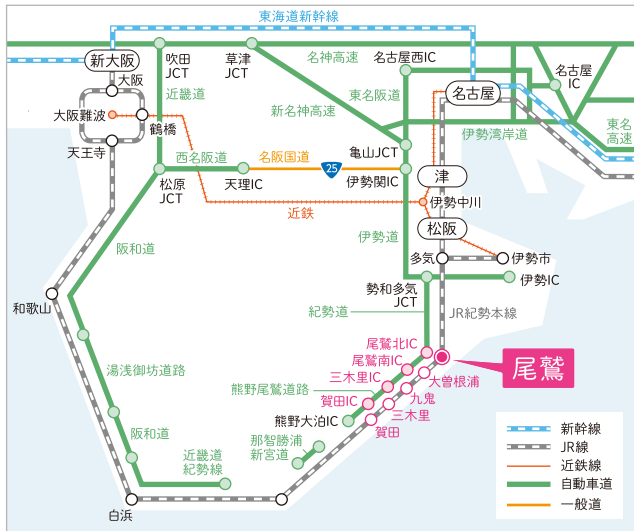 東海道新幹線
新大阪
吹田
JCT
草津
JCT
名神高速
名古屋西IC
名古屋
IC
大阪
近畿道
新名神高速
東名阪道
名古屋
大阪難波
鶴橋
伊勢湾岸道
東名
高速
天王寺
西名阪道
名阪国道
25
亀山JCT
松原
JCT
天理IC
伊勢関IC
津
近鉄
伊勢中川
松阪
阪和道
伊勢道
多気
伊勢市
勢和多気
JCT
伊勢IC
和歌山
紀勢道
JR紀勢本線
尾鷲北IC
尾鷲南IC
尾鷲
湯浅御坊道路
三木里IC
大曽根浦
熊野尾鷲道路
九鬼
賀田IC
三木里
熊野大泊IC
賀田
阪和道
那智勝浦
新宮道
近畿道
紀勢線
白浜
新幹線
JR線
近鉄線
自動車道
一般道